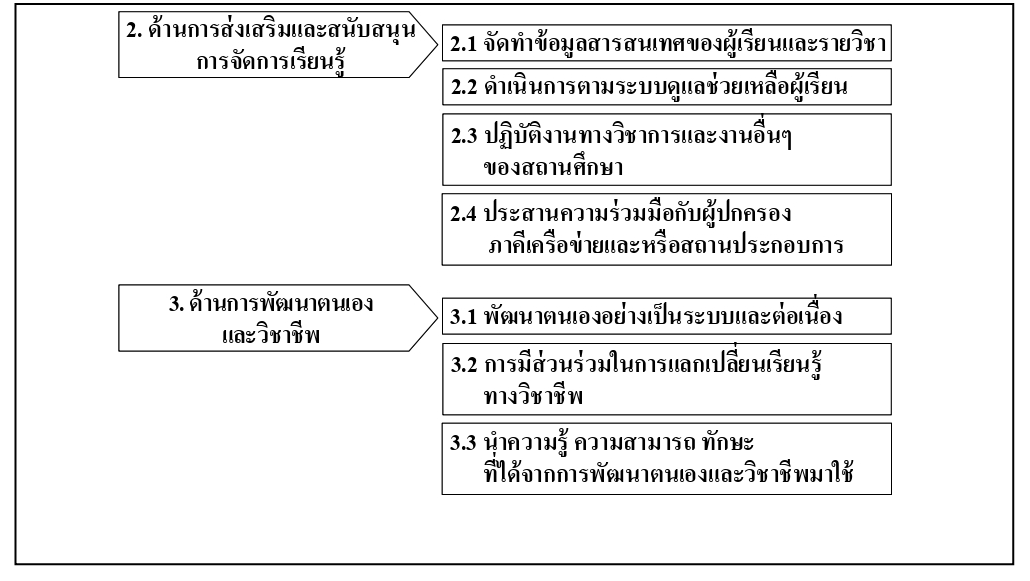 2. ด้านการส่งเสริมและสนับสนุน
การจัดการเรียนรู้
2.1 จัดทำข้อมูลสารสนเทศของผู้เรียนและรายวิชา
2.2 ดำเนินการตามระบบดูแลช่วยเหลือผู้เรียน
2.3 ปฏิบัติงานทางวิชาการและงานอื่นๆ
ของสถานศึกษา
2.4 ประสานความร่วมมือกับผู้ปกครอง
ภาคีเครือข่ายและหรือสถานประกอบการ
3. ด้านการพัฒนาตนเอง
และวิชาชีพ
3.1 พัฒนาตนเองอย่างเป็นระบบและต่อเนื่อง
3.2 การมีส่วนร่วมในการแลกเปลี่ยนเรียนรู้
ทางวิชาชีพ
3.3 นำความรู้ ความสามารถ ทักษะ
ที่ได้จากการพัฒนาตนเองและวิชาชีพมาใช้